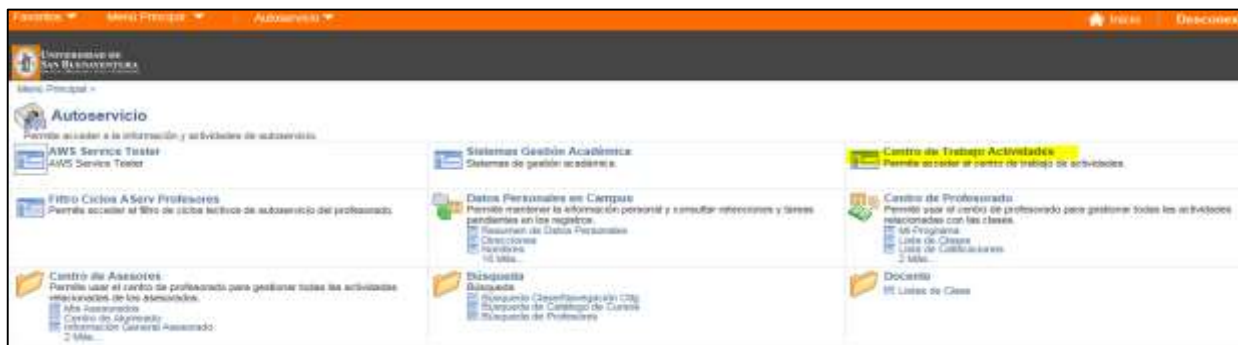 Favoritos Menú Principal Autoservicio Inicio Desconex
UNIVERSIDAD DE
SAN BUENAVENTURA
Menú Principal >
Autoservicio
Permite acceder a la información y actividades de autoservicio.
AWS Service Tester
AWS Service Tester
Sistemas Gestión Académica
Sistemas de gestión académica.
Centro de Trabajo Actividades
Permite acceder al centro de trabajo de actividades.
Filtro Ciclos AServ Profesores
Permite acceder al filtro de ciclos lectivos de autoservicio del profesorado.
Datos Personales en Campus
Permite mantener la información personal y consultar retenciones y tareas
pendientes en los registros.
Resumen de Datos Personales
Direcciones
Nombres
Más...
Centro de Profesorado
Permite usar el centro de profesorado para gestionar todas las actividades
relacionadas con las clases.
Mi Programa
Lista de Clases
Lista de Calificaciones
2 Más...
Centro de Asesores
Permite usar el centro de profesorado para gestionar todas las actividades
relacionadas de los asesorados.
Mis Asesorados
Centro de Alumnado
Información General Asesorado
2 Más...
Búsqueda
Búsqueda
Búsqueda Clases/Navegación Ctlg
Búsqueda de Catálogo de Cursos
Búsqueda de Profesores
Docente
Listas de Clase